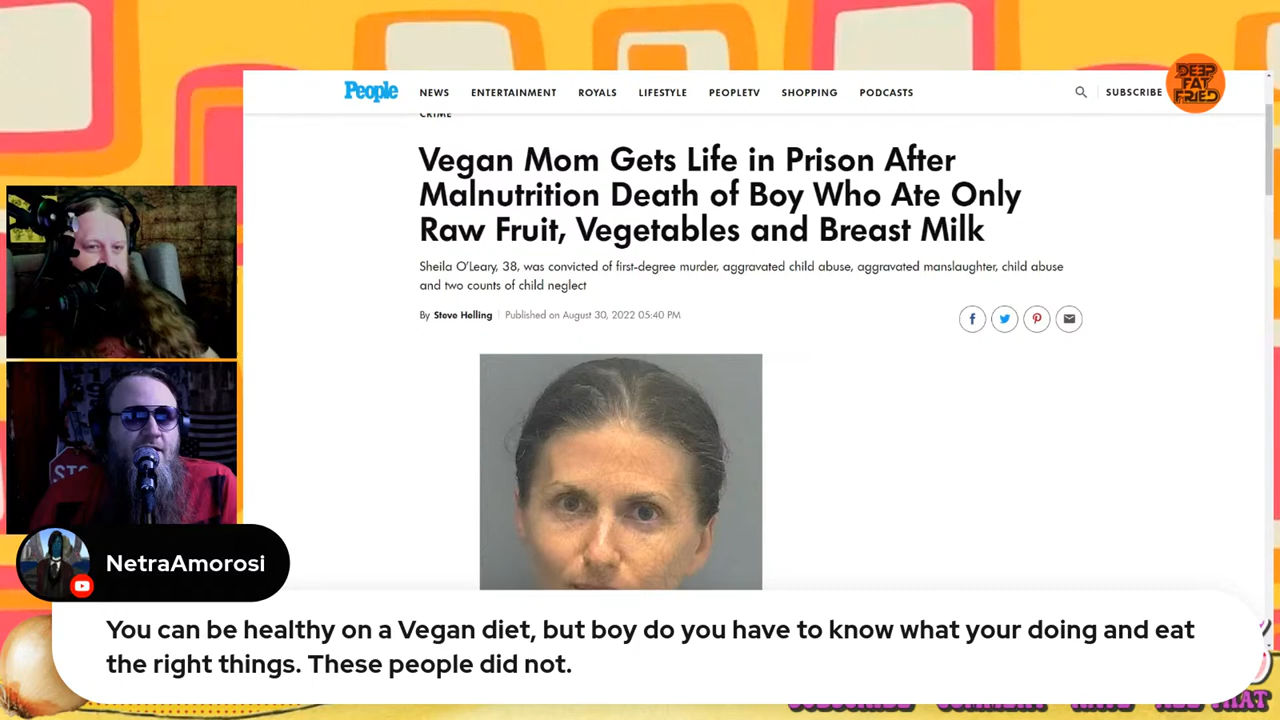 DEEP
FAT
FRIED
People NEWS ENTERTAINMENT ROYALS LIFESTYLE PEOPLETV SHOPPING PODCASTS SUBSCRIBE
CRIME
Vegan Mom Gets Life in Prison After
Malnutrition Death of Boy Who Ate Only
Raw Fruit, Vegetables and Breast Milk
Sheila O'Leary, 38, was convicted of first-degree murder, aggravated child abuse, aggravated manslaughter, child abuse
and two counts of child neglect
By Steve Helling Published on August 30, 2022 05:40 PM
STO
NetraAmorosi
You can be healthy on a Vegan diet, but boy do you have to know what your doing and eat
the right things. These people did not.